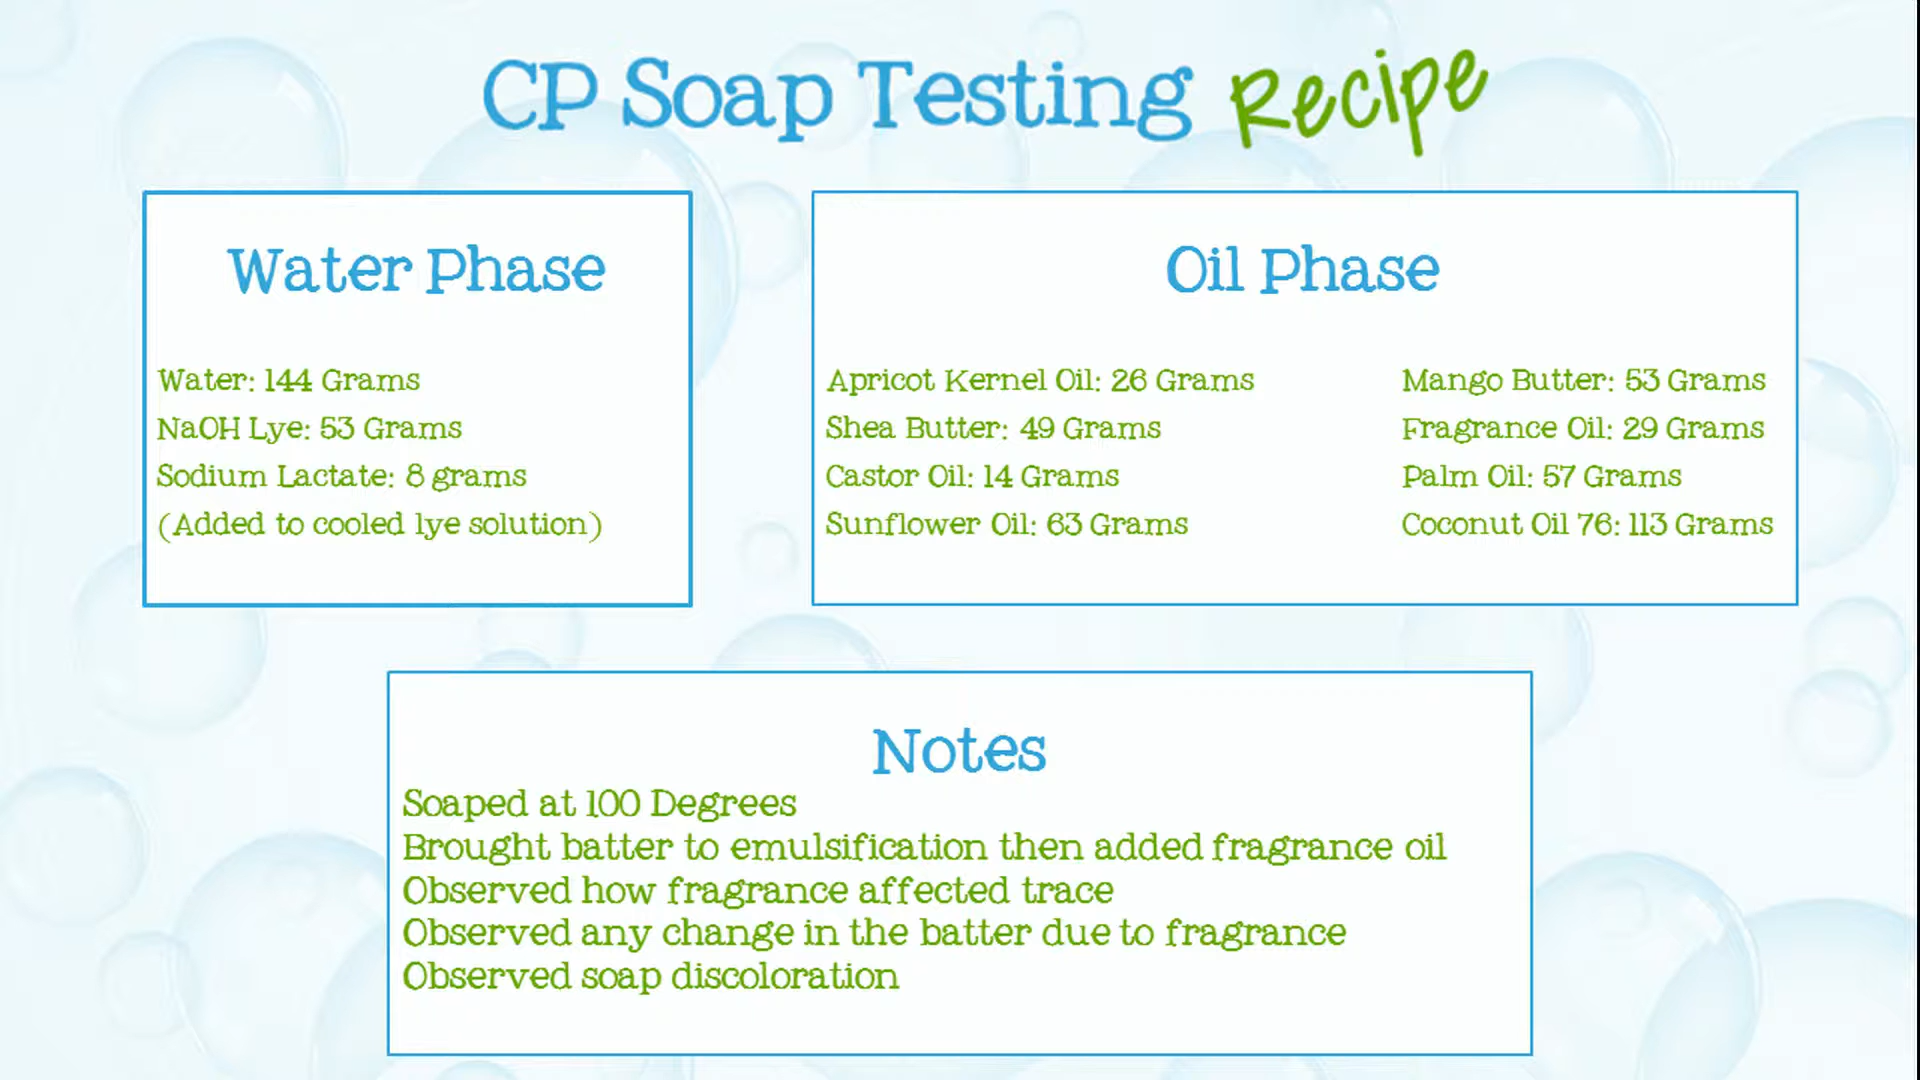 CP Soap Testing Recipe
Water Phase
Water: 144 Grams
NaOH Lye: 53 Grams
Sodium Lactate: 8 grams
(Added to cooled lye solution)
Oil Phase
Apricot Kernel Oil: 26 Grams
Shea Butter: 49 Grams
Castor Oil: 14 Grams
Sunflower Oil: 63 Grams
Mango Butter: 53 Grams
Fragrance Oil: 29 Grams
Palm Oil: 57 Grams
Coconut Oil 76: 113 Grams
Notes
Soaped at 100 Degrees
Brought batter to emulsification then added fragrance oil
Observed how fragrance affected trace
Observed any change in the batter due to fragrance
Observed soap discoloration